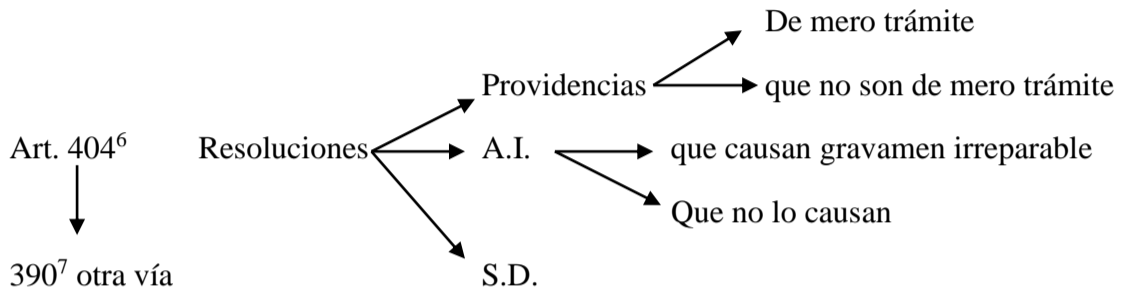 De mero trámite
Providencias que no son de mero trámite
Art. 404⁶ Resoluciones A.I. que causan gravamen irreparable
Que no lo causan
390⁷ otra vía S.D.